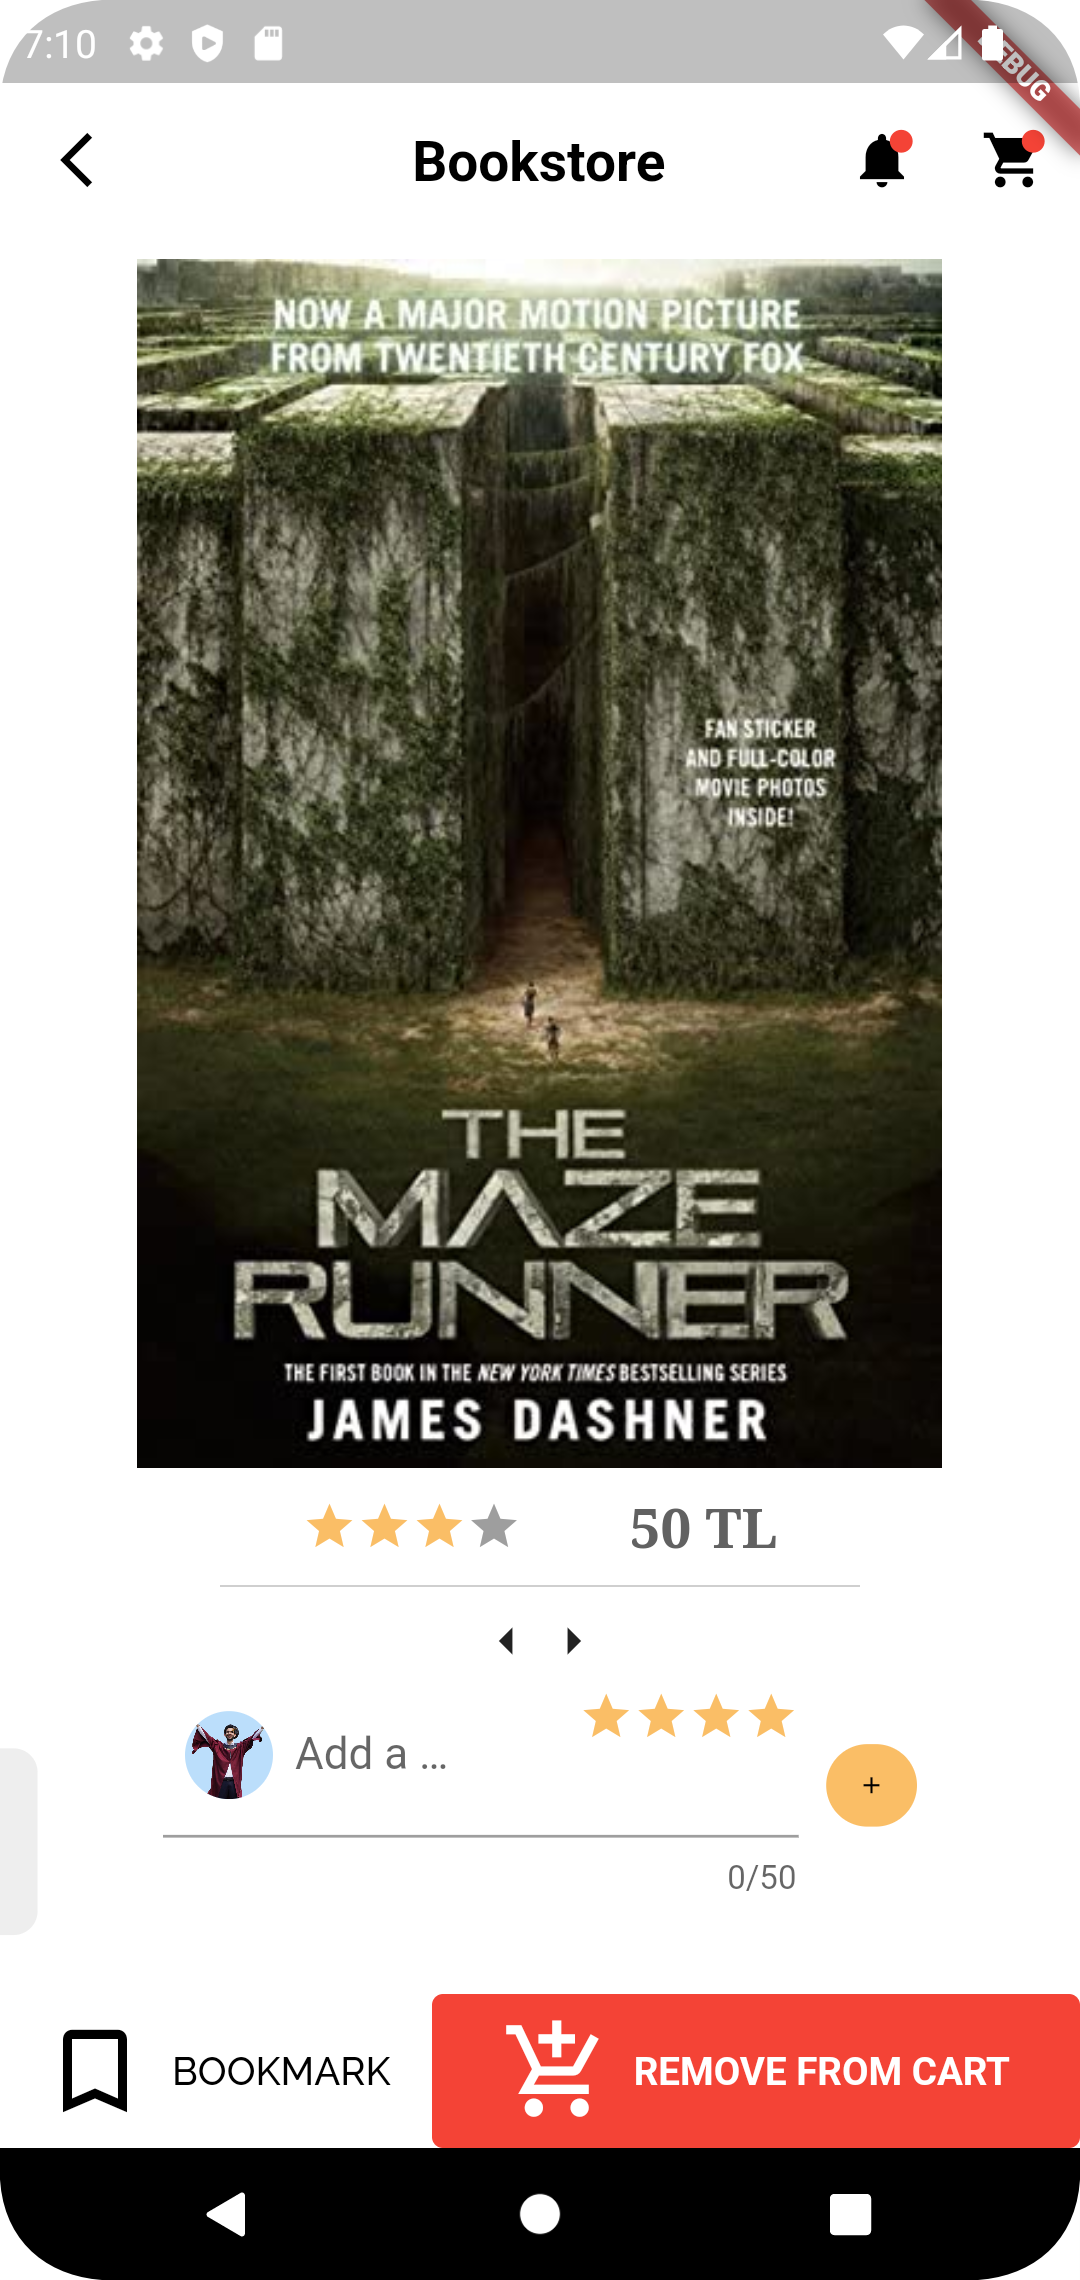 7:10
Bookstore
NOW A MAJOR MOTION PICTURE
FROM TWENTIETH CENTURY FOX
FAN STICKER
AND FULL-COLOR
MOVIE PHOTOS
INSIDE!
THE
MAZE
RUNNER
THE FIRST BOOK IN THE NEW YORK TIMES BESTSELLING SERIES
JAMES DASHNER
50 TL
Add a ...
+
0/50
BOOKMARK
REMOVE FROM CART